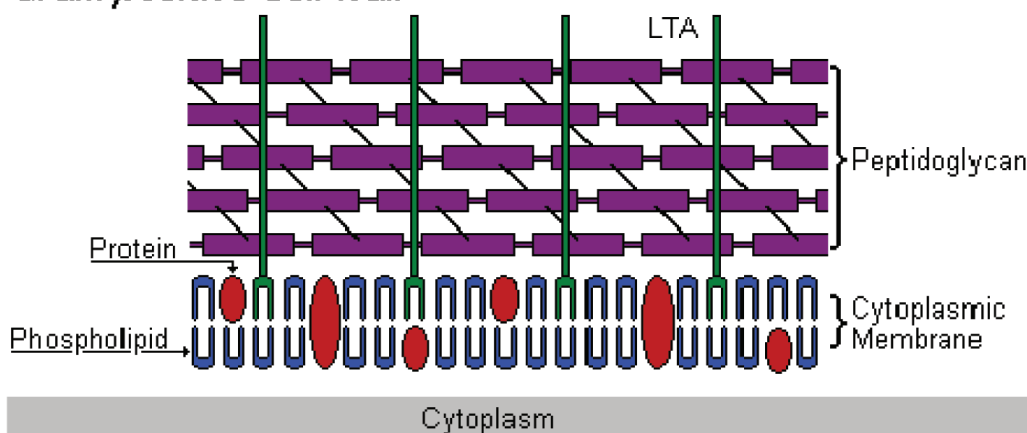 LTA
Peptidoglycan
Protein
Cytoplasmic
Membrane
Phospholipid
Cytoplasm